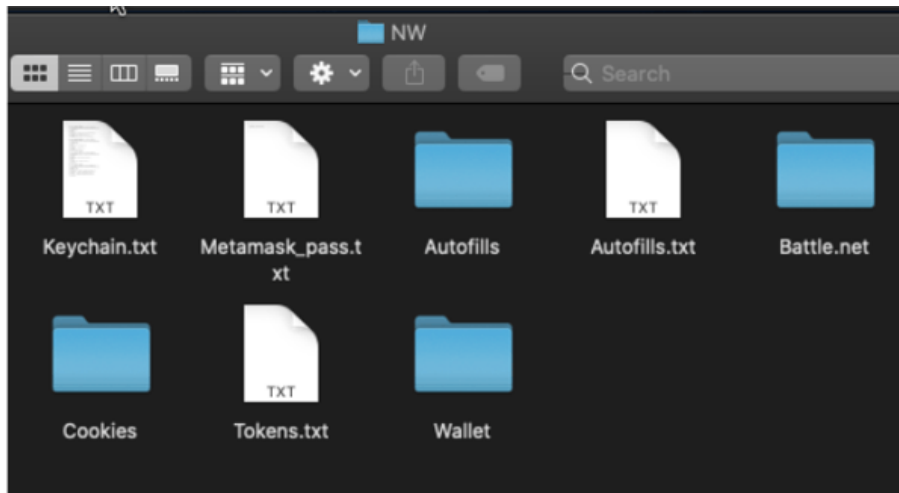 NW
Search
TXT
TXT
TXT
Keychain.txt
Metamask_pass.t
xt
Autofills
Autofills.txt
Battle.net
TXT
Cookies
Tokens.txt
Wallet